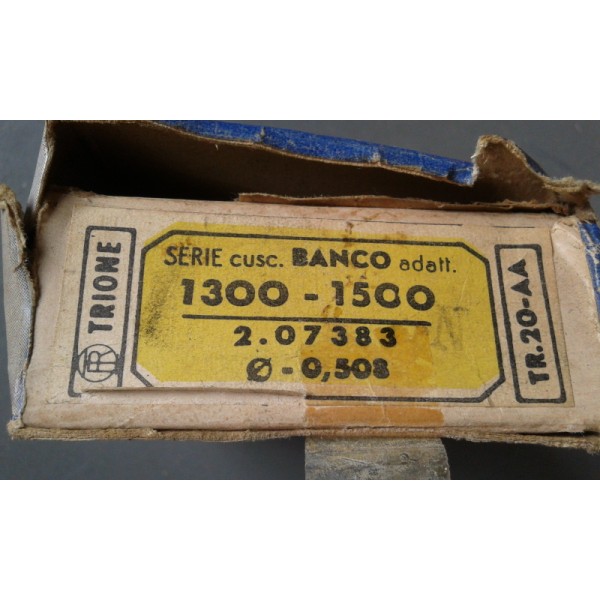 TRIONE
SERIE cusc. BANCO adatt.
1300 - 1500
2.07383
Ø - 0,508
TR.20-AA